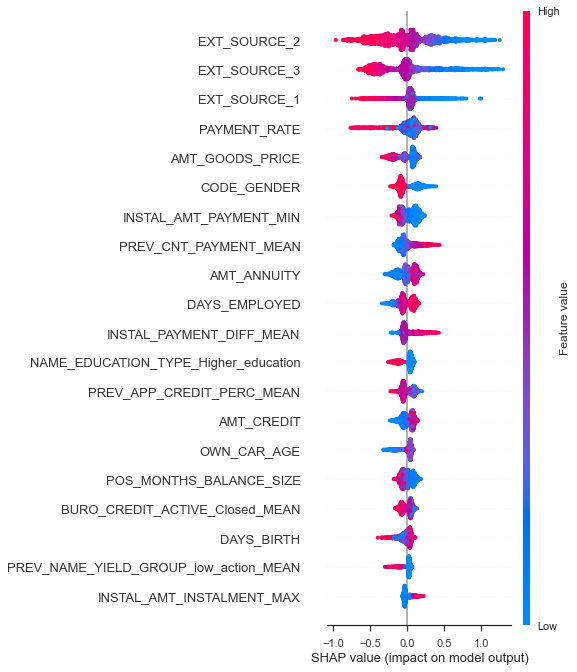 High
EXT_SOURCE_2
EXT_SOURCE_3
EXT_SOURCE_1
PAYMENT_RATE
AMT_GOODS_PRICE
CODE_GENDER
INSTAL_AMT_PAYMENT_MIN
PREV_CNT_PAYMENT_MEAN
AMT_ANNUITY
DAYS_EMPLOYED
INSTAL_PAYMENT_DIFF_MEAN
NAME_EDUCATION_TYPE_Higher_education
PREV_APP_CREDIT_PERC_MEAN
AMT_CREDIT
OWN_CAR_AGE
POS_MONTHS_BALANCE_SIZE
BURO_CREDIT_ACTIVE_Closed_MEAN
DAYS_BIRTH
PREV_NAME_YIELD_GROUP_low_action_MEAN
INSTAL_AMT_INSTALMENT_MAX
Feature value
Low
−1.0 −0.5 0.0 0.5 1.0
SHAP value (impact on model output)